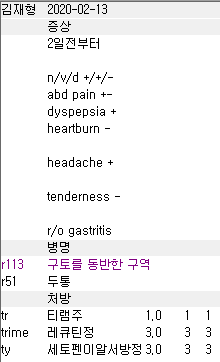 김재형 2020-02-13
증상
2일전부터
n/v/d +/+/-
abd pain +-
dyspepsia +
heartburn -
headache +
tenderness -
r/o gastritis
병명
r113 구토를 동반한 구역
r51 두통
처방
tr 티램주 1,0 1 1
trime 레큐틴정 3,0 3 3
ty 세토펜이알서방정 3,0 3 3